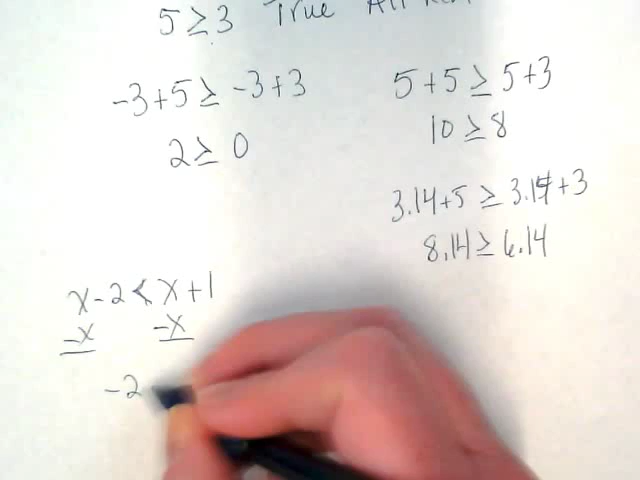 5 ≥ 3 True All
-3+5 ≥ -3+3
2 ≥ 0
5+5 ≥ 5+3
10 ≥ 8
3.14+5 ≥ 3.14+3
8.14 ≥ 6.14
x-2 < x+1
-x -x
-2